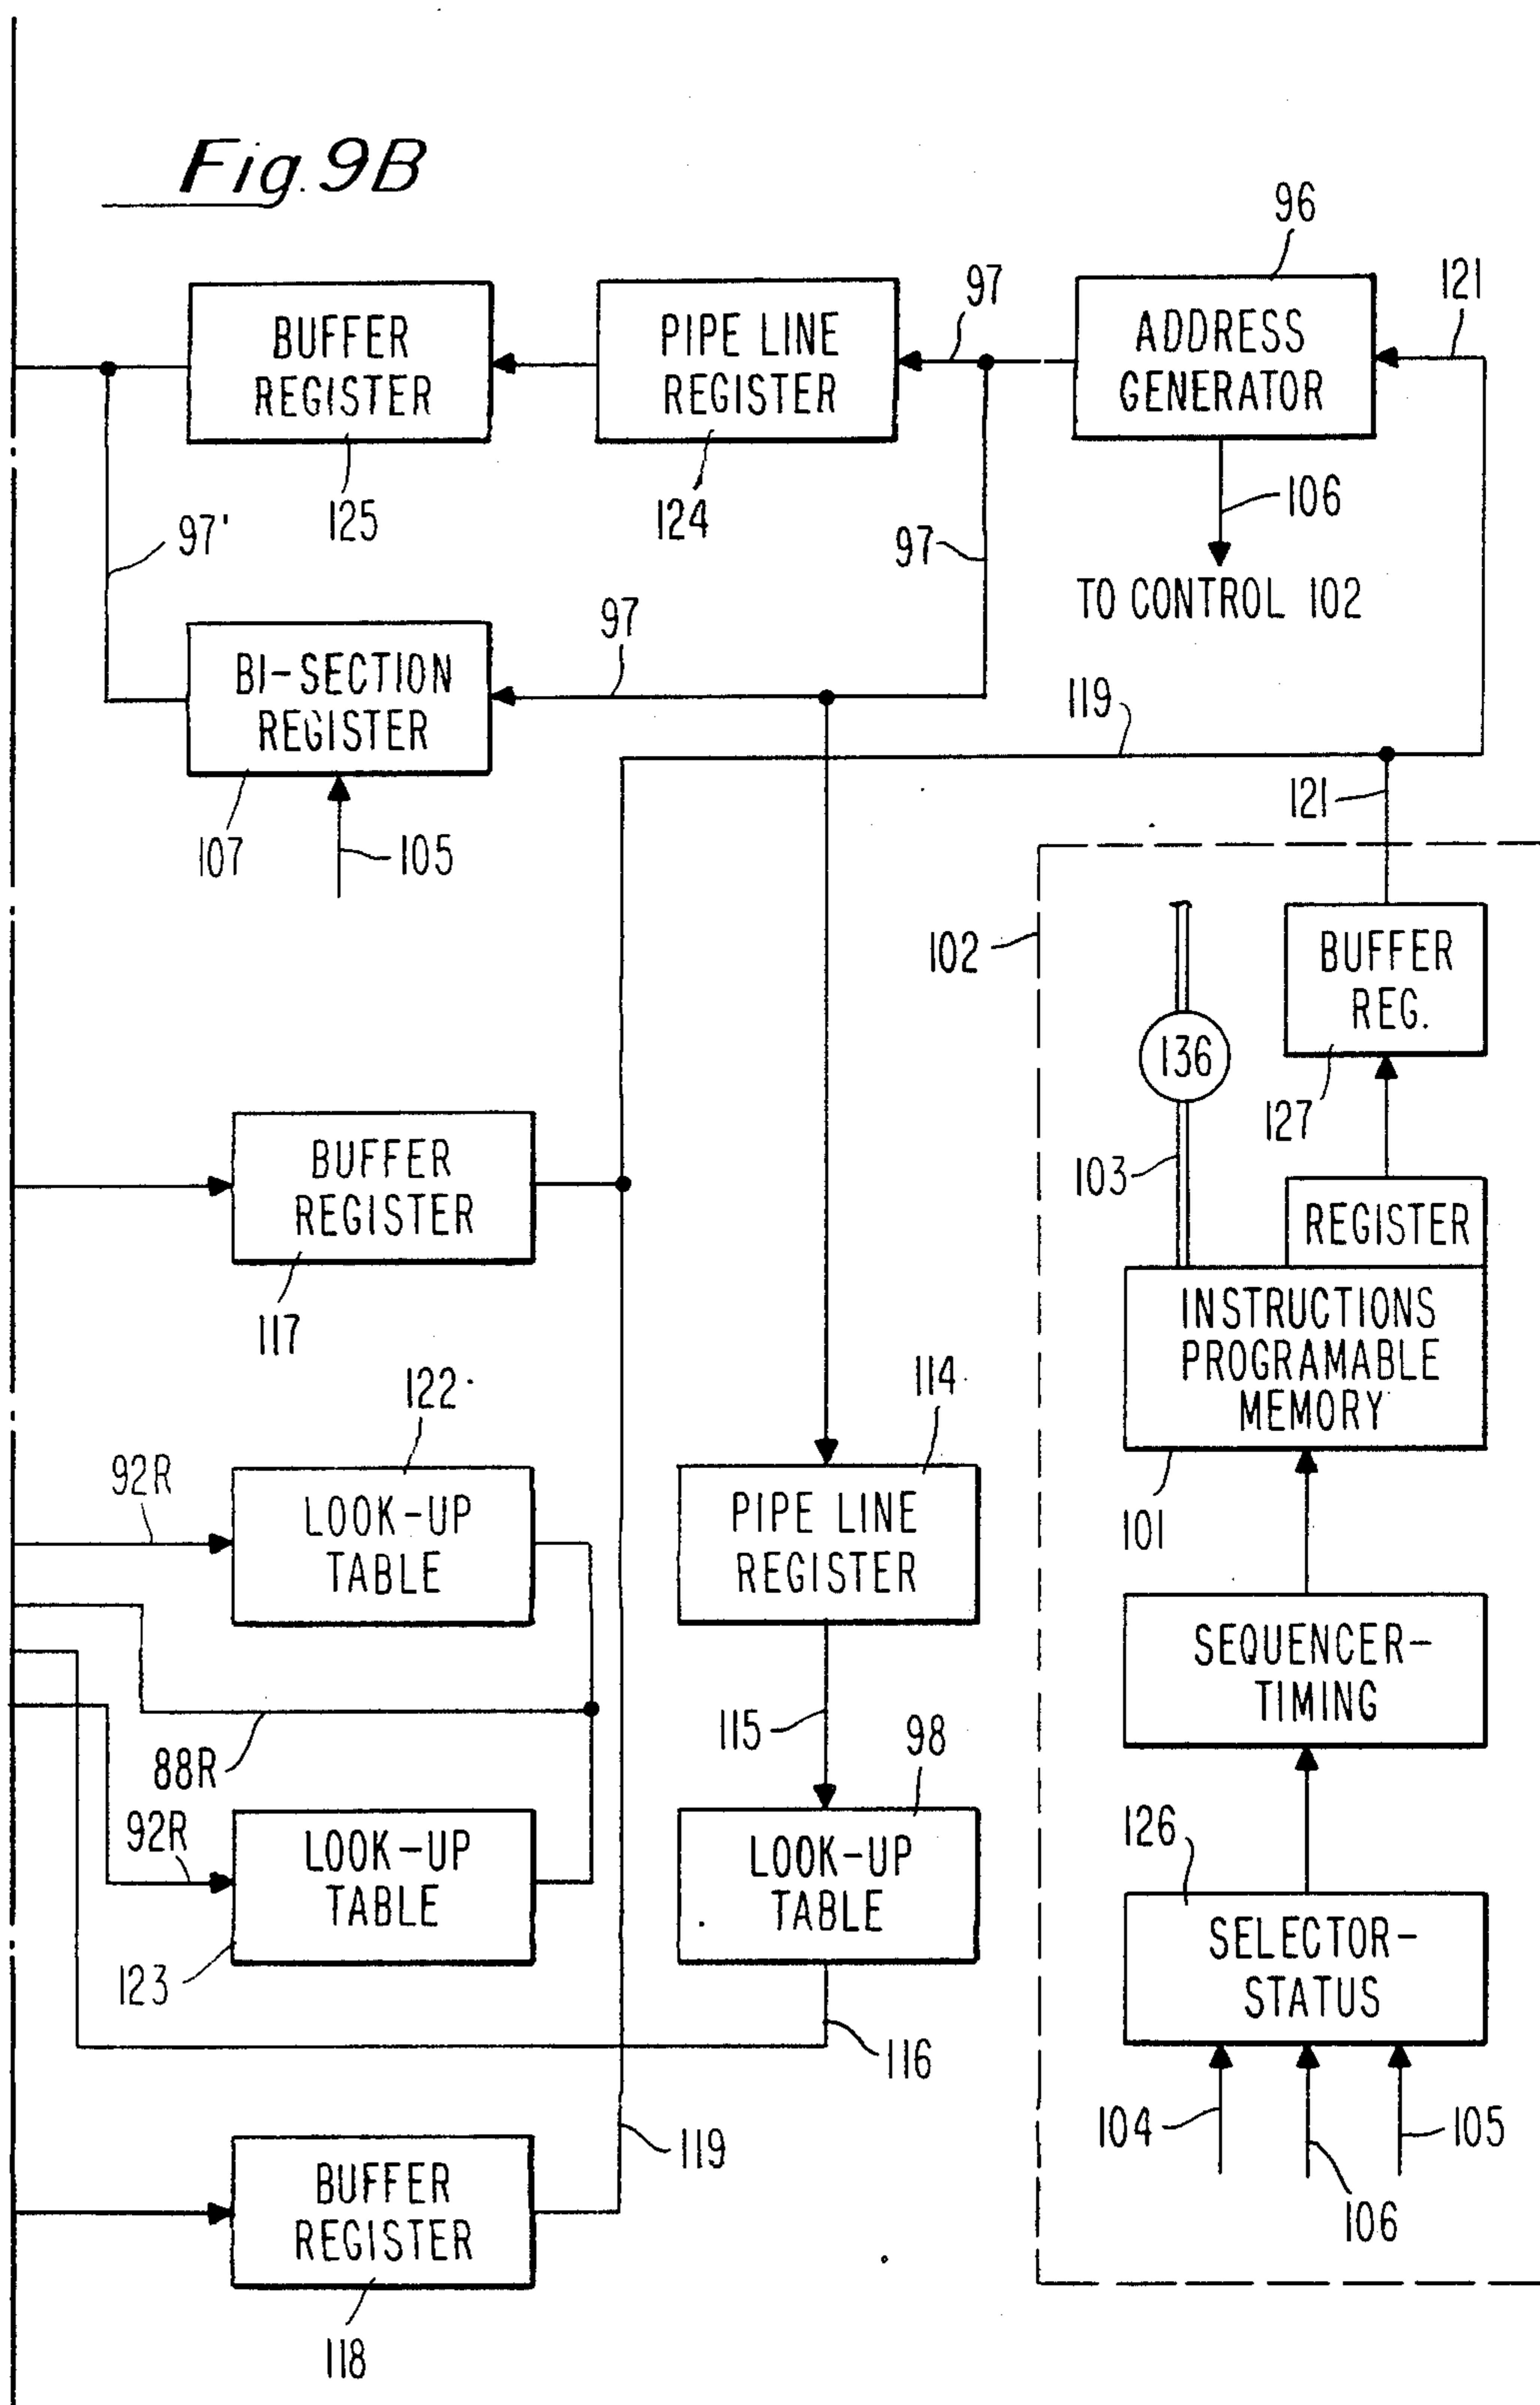 Fig. 9B
96
97
121
BUFFER
REGISTER
PIPE LINE
REGISTER
ADDRESS
GENERATOR
125
124
106
97'
97
TO CONTROL 102
97
BI-SECTION
REGISTER
119
121
107
105
102
BUFFER
REG.
136
127
103
BUFFER
REGISTER
REGISTER
117
INSTRUCTIONS
PROGRAMABLE
MEMORY
122
114
92R
LOOK-UP
TABLE
PIPE LINE
REGISTER
101
SEQUENCER-
TIMING
115
98
88R
92R
LOOK-UP
TABLE
LOOK-UP
TABLE
126
123
SELECTOR-
STATUS
116
104
105
119
106
BUFFER
REGISTER
118